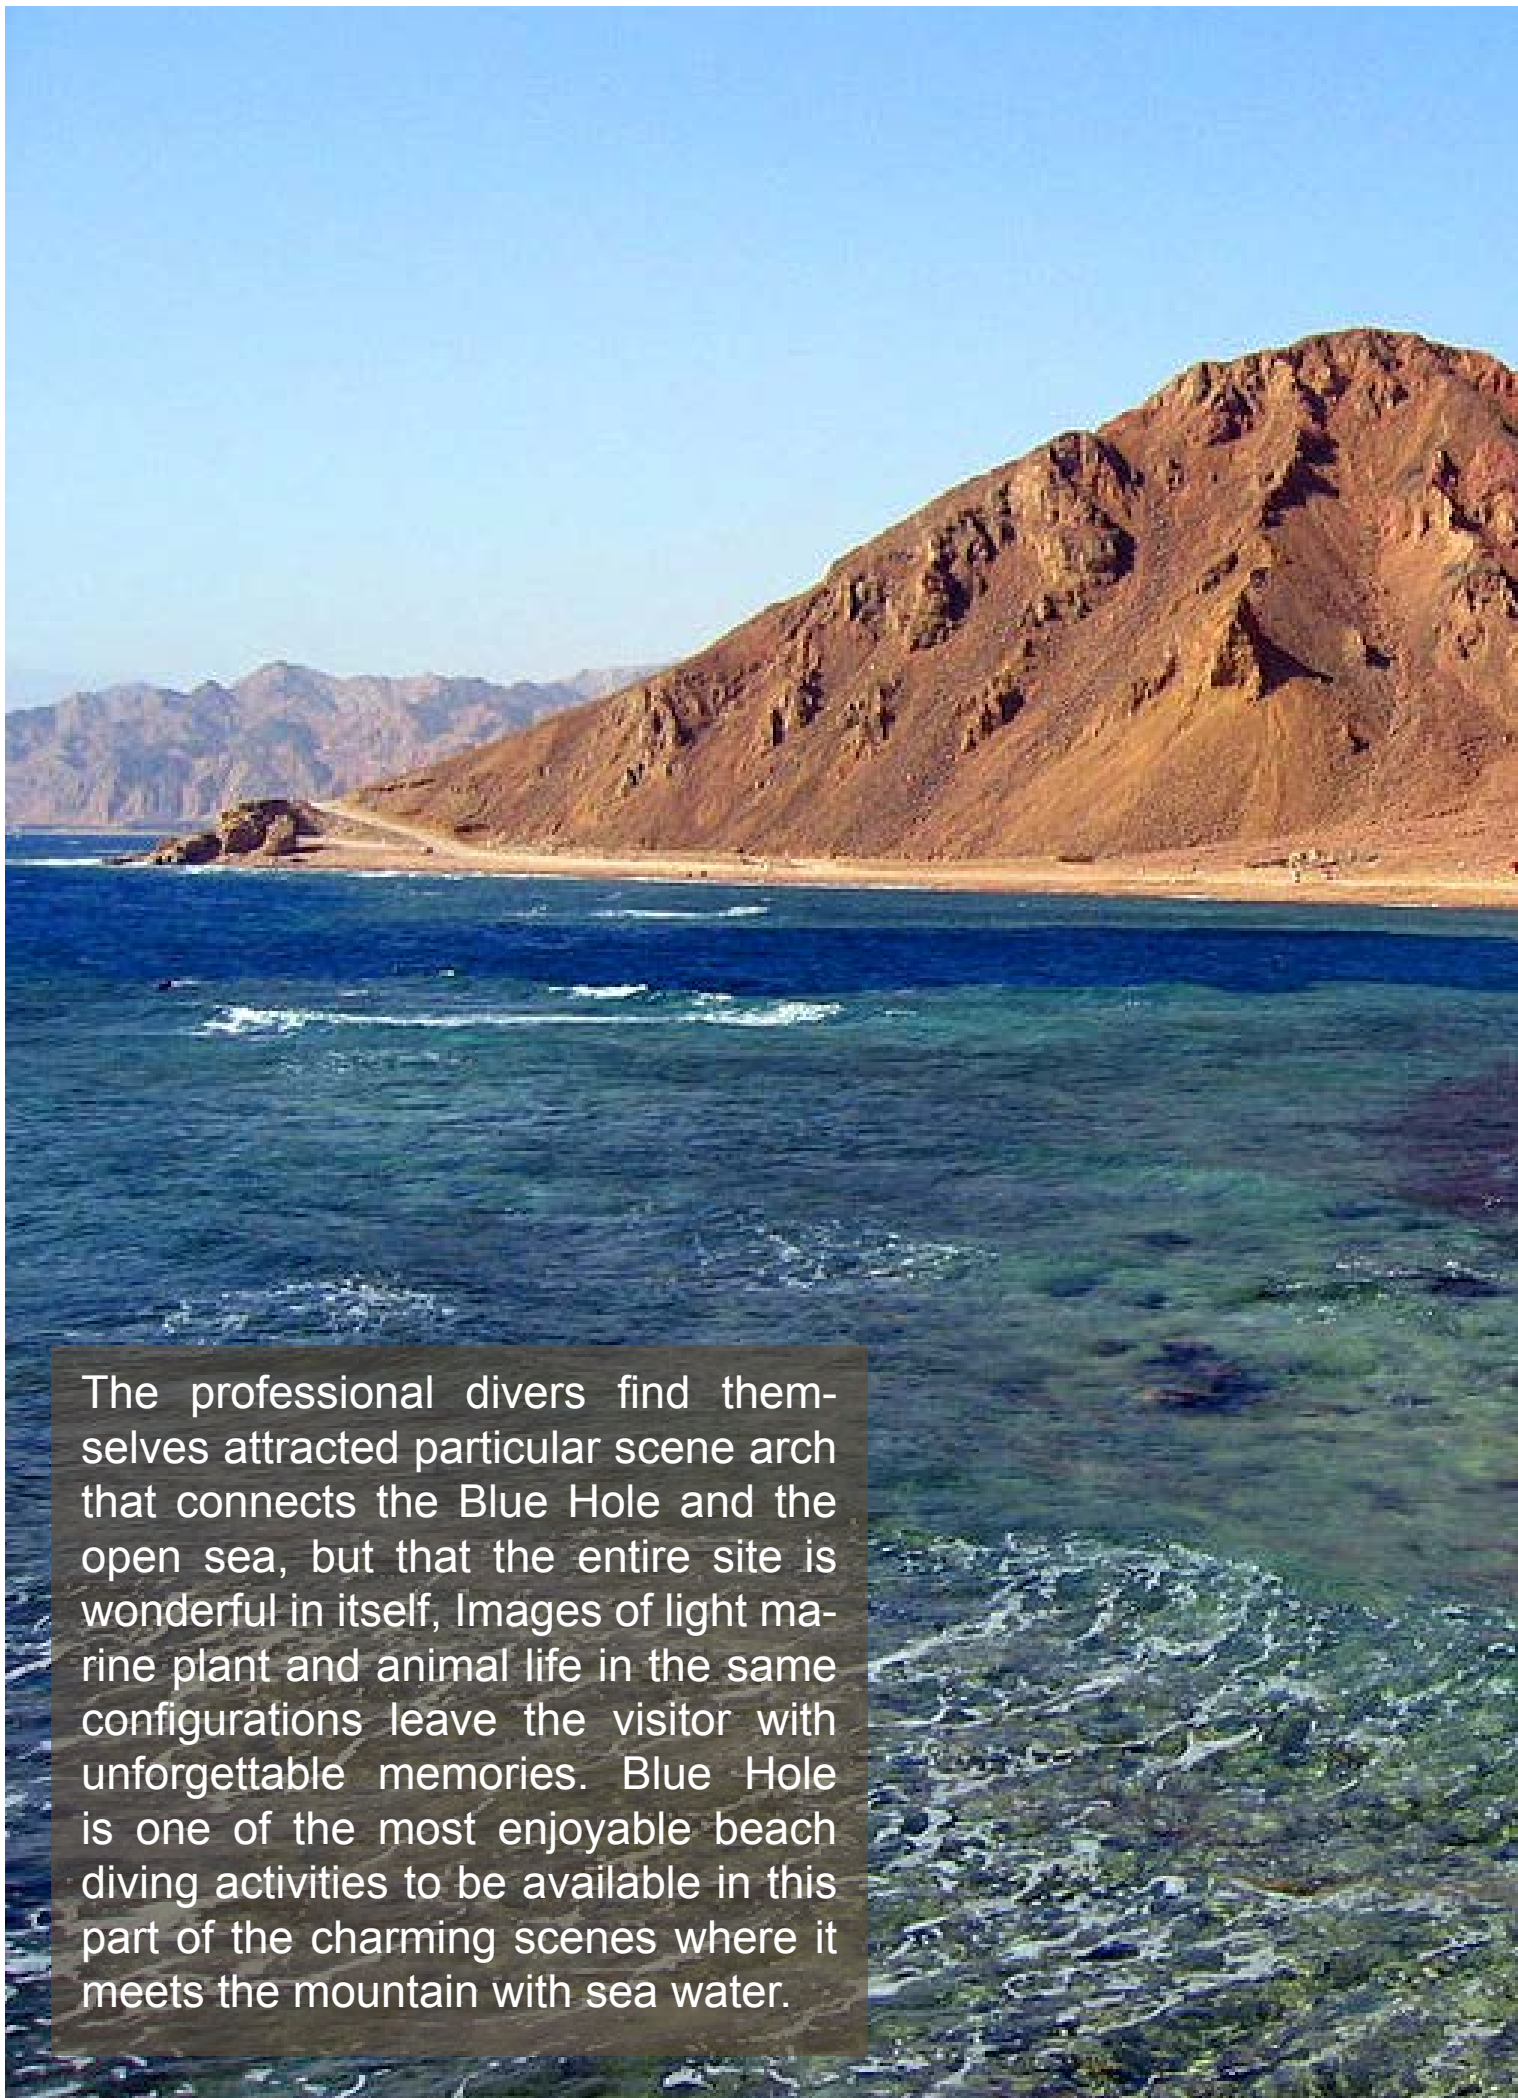 The professional divers find them-
selves attracted particular scene arch
that connects the Blue Hole and the
open sea, but that the entire site is
wonderful in itself, Images of light ma-
rine plant and animal life in the same
configurations leave the visitor with
unforgettable memories. Blue Hole
is one of the most enjoyable beach
diving activities to be available in this
part of the charming scenes where it
meets the mountain with sea water.